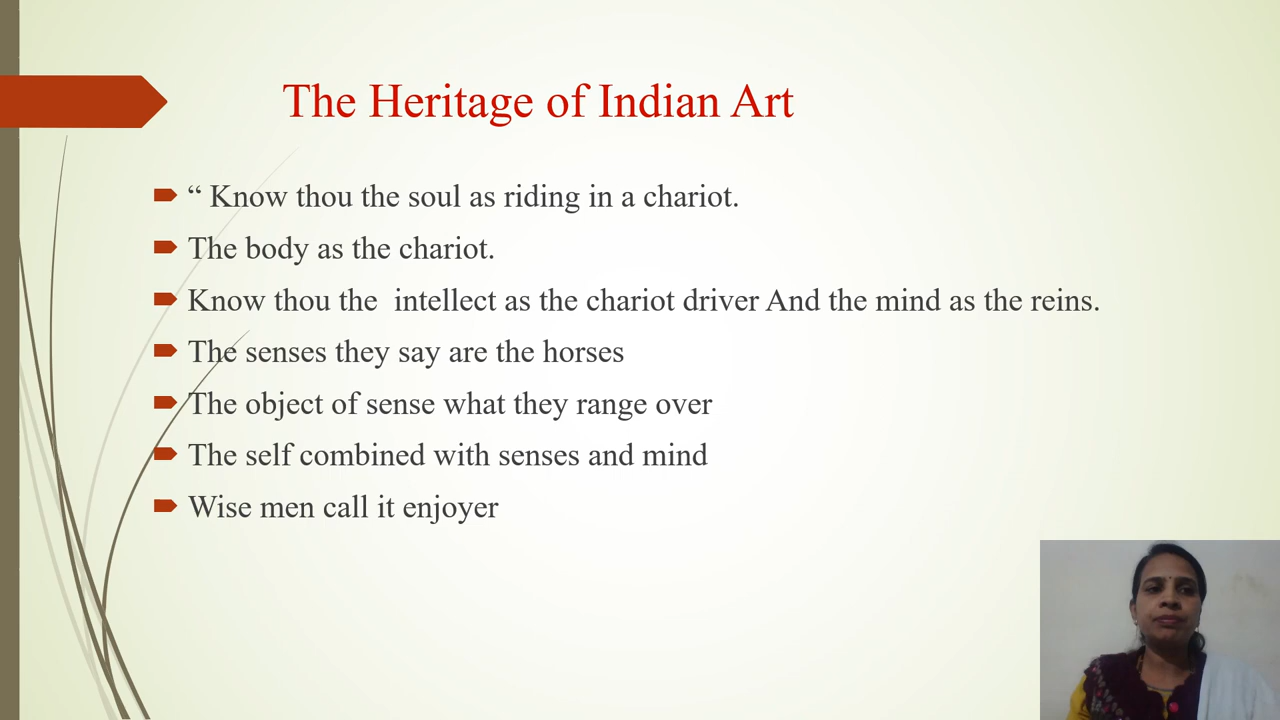 The Heritage of Indian Art
“ Know thou the soul as riding in a chariot.
The body as the chariot.
Know thou the  intellect as the chariot driver And the mind as the reins.
The senses they say are the horses
The object of sense what they range over
The self combined with senses and mind
Wise men call it enjoyer